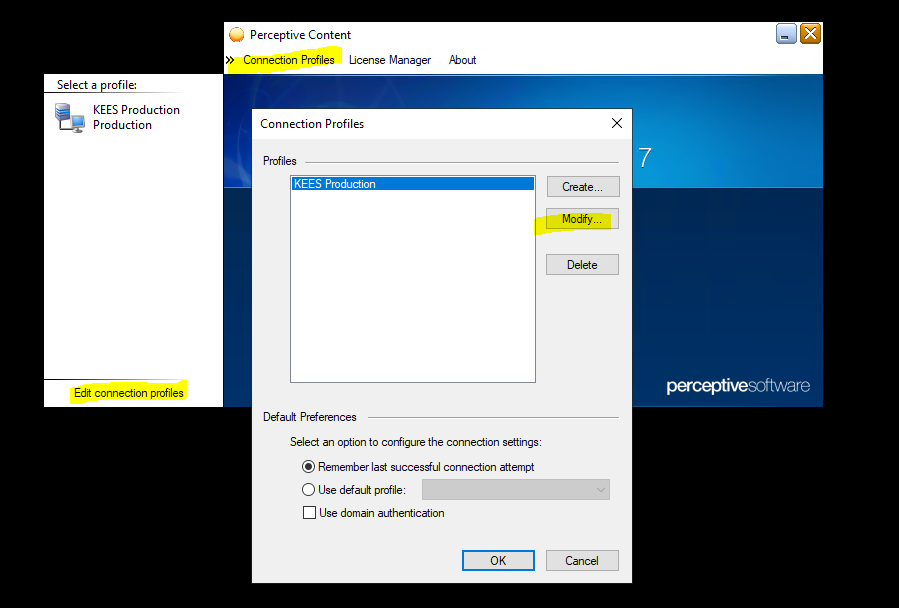 Perceptive Content
» Connection Profiles License Manager About
Select a profile:
KEES Production
Production
Edit connection profiles
7
Connection Profiles
Profiles
KEES Production
Create...
Modify...
Delete
Default Preferences
Select an option to configure the connection settings:
Remember last successful connection attempt
Use default profile:
Use domain authentication
OK Cancel
perceptivesoftware